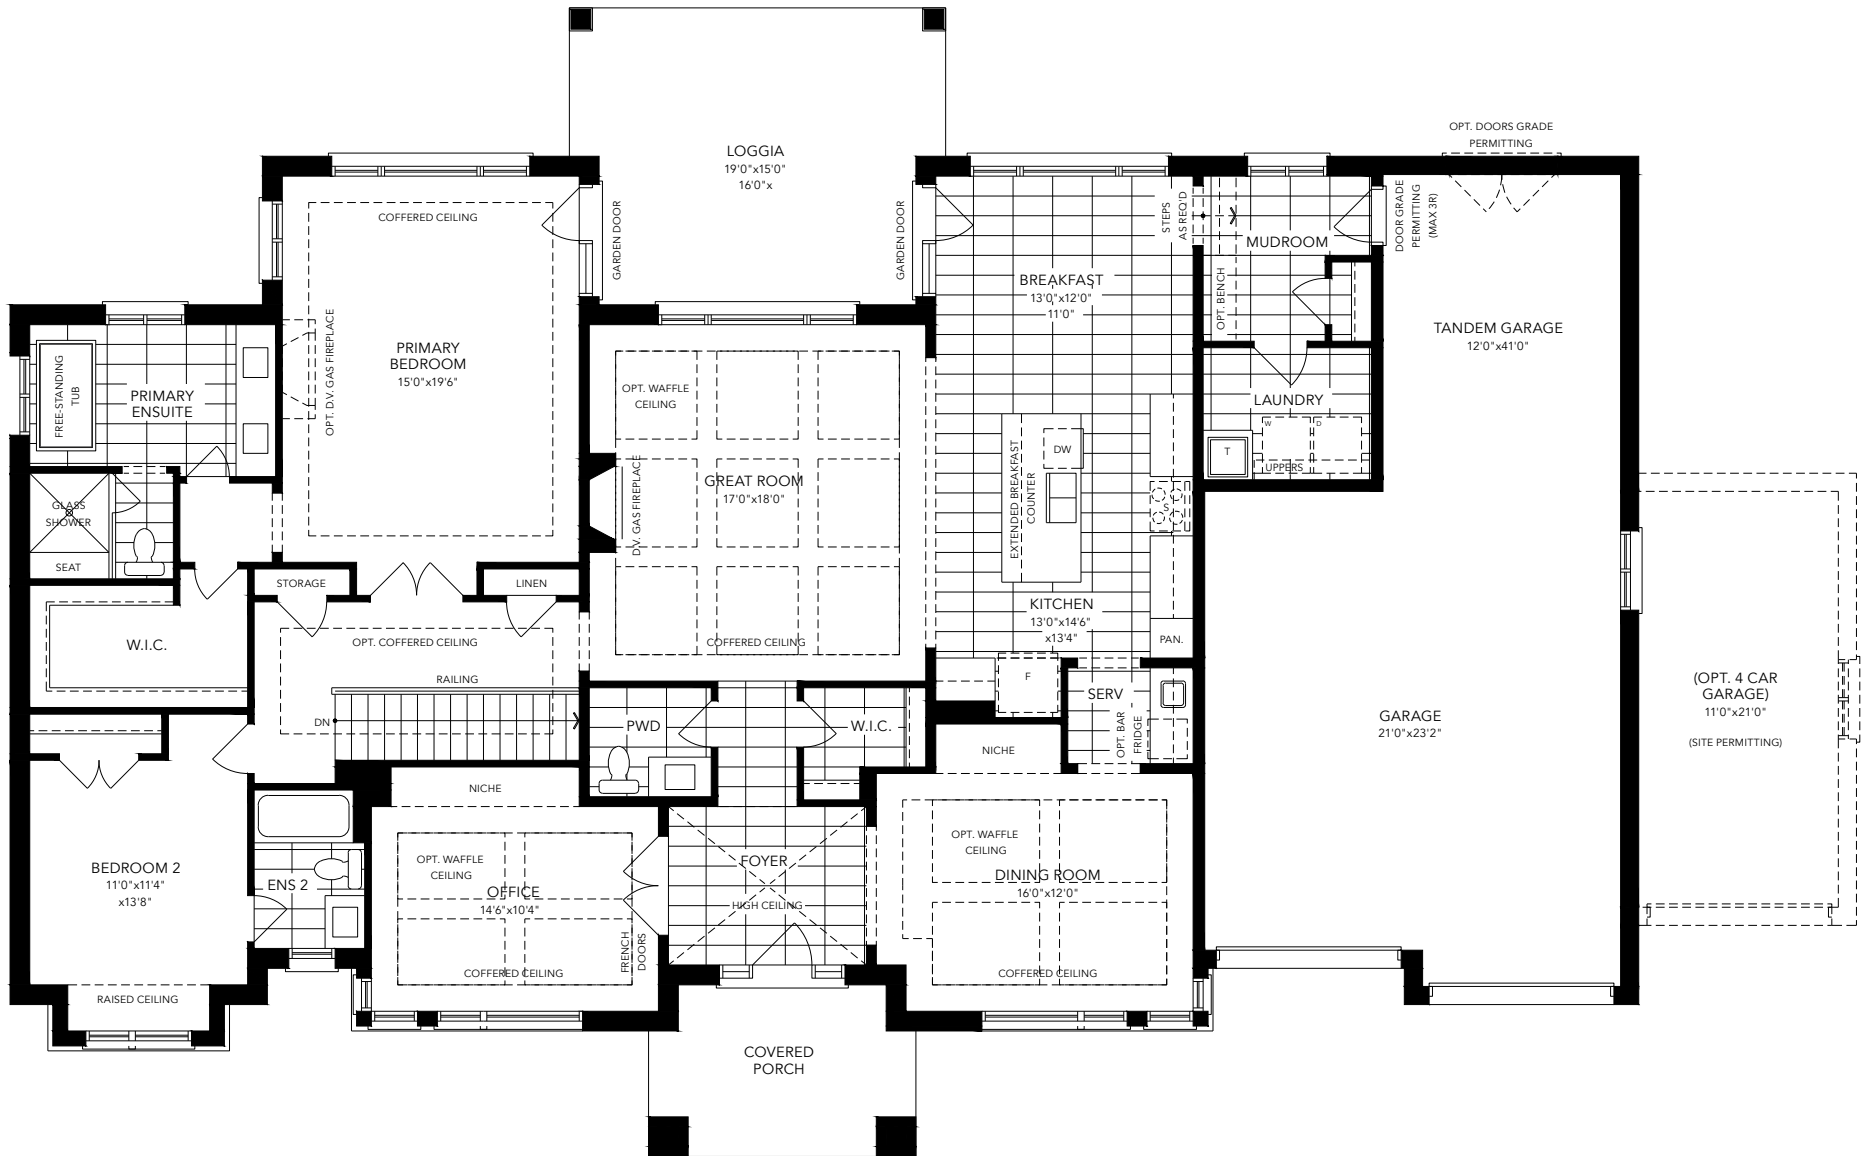 OPT. DOORS GRADE
PERMITTING
LOGGIA
19'0"x15'0"
16'0"x
COFFERED CEILING
GARDEN DOOR
GARDEN DOOR
STEPS
AS REQ'D
MUDROOM
DOOR GRADE
PERMITTING
(MAX 3R)
OPT. BENCH
BREAKFAST
13'0"x12'0"
11'0"
TANDEM GARAGE
12'0"x41'0"
PRIMARY
BEDROOM
15'0"x19'6"
OPT. D.V. GAS FIREPLACE
FREE-STANDING
TUB
PRIMARY
ENSUITE
OPT. WAFFLE
CEILING
LAUNDRY
W
D
T
UPPERS
DW
EXTENDED BREAKFAST
COUNTER
GREAT ROOM
17'0"x18'0"
D.V. GAS FIREPLACE
S
GLASS
SHOWER
SEAT
STORAGE
LINEN
KITCHEN
13'0"x14'6"
x13'4"
PAN.
W.I.C.
OPT. COFFERED CEILING
COFFERED CEILING
RAILING
F
SERV
OPT. BAR
FRIDGE
(OPT. 4 CAR
GARAGE)
11'0"x21'0"
(SITE PERMITTING)
DN
PWD
W.I.C.
GARAGE
21'0"x23'2"
NICHE
NICHE
BEDROOM 2
11'0"x11'4"
x13'8"
ENS 2
OPT. WAFFLE
CEILING
OFFICE
14'6"x10'4"
FRENCH
DOORS
COFFERED CEILING
FOYER
HIGH CEILING
OPT. WAFFLE
CEILING
DINING ROOM
16'0"x12'0"
COFFERED CEILING
RAISED CEILING
COVERED
PORCH